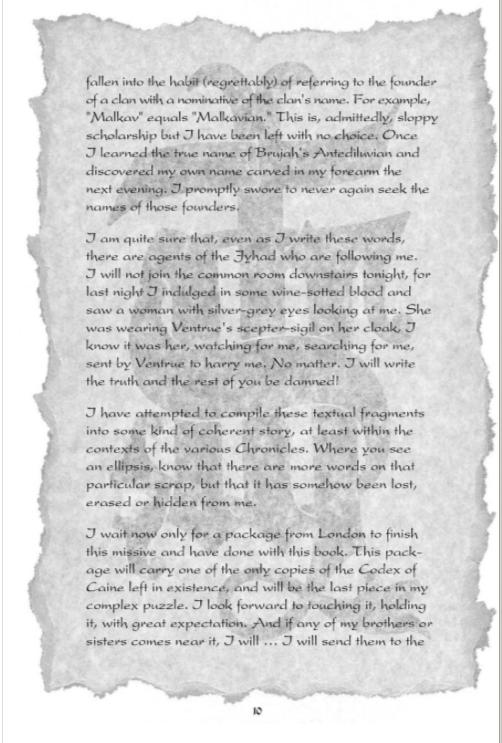 fallen into the habit (regrettably) of referring to the founder
of a clan with a nominative of the clan's name. For example,
"Malkav" equals "Malkavian." This is, admittedly, sloppy
scholarship but I have been left with no choice. Once
I learned the true name of Brujah's Antediluvian and
discovered my own name carved in my forearm the
next evening. I promptly swore to never again seek the
names of those founders.

I am quite sure that, even as I write these words,
there are agents of the Jyhad who are following me.
I will not join the common room downstairs tonight, for
last night I indulged in some wine-sotted blood and
saw a woman with silver-grey eyes looking at me. She
was wearing Ventrue's scepter-sigil on her cloak, I
know it was her, watching for me, searching for me,
sent by Ventrue to harry me. No matter. I will write
the truth and the rest of you be damned!

I have attempted to compile these textual fragments
into some kind of coherent story, at least within the
contexts of the various Chronicles. Where you see
an ellipsis, know that there are more words on that
particular scrap, but that it has somehow been lost,
erased or hidden from me.

I wait now only for a package from London to finish
this missive and have done with this book. This pack-
age will carry one of the only copies of the Codex of
Caine left in existence, and will be the last piece in my
complex puzzle. I look forward to touching it, holding
it, with great expectation. And if any of my brothers or
sisters comes near it, I will ... I will send them to the

10